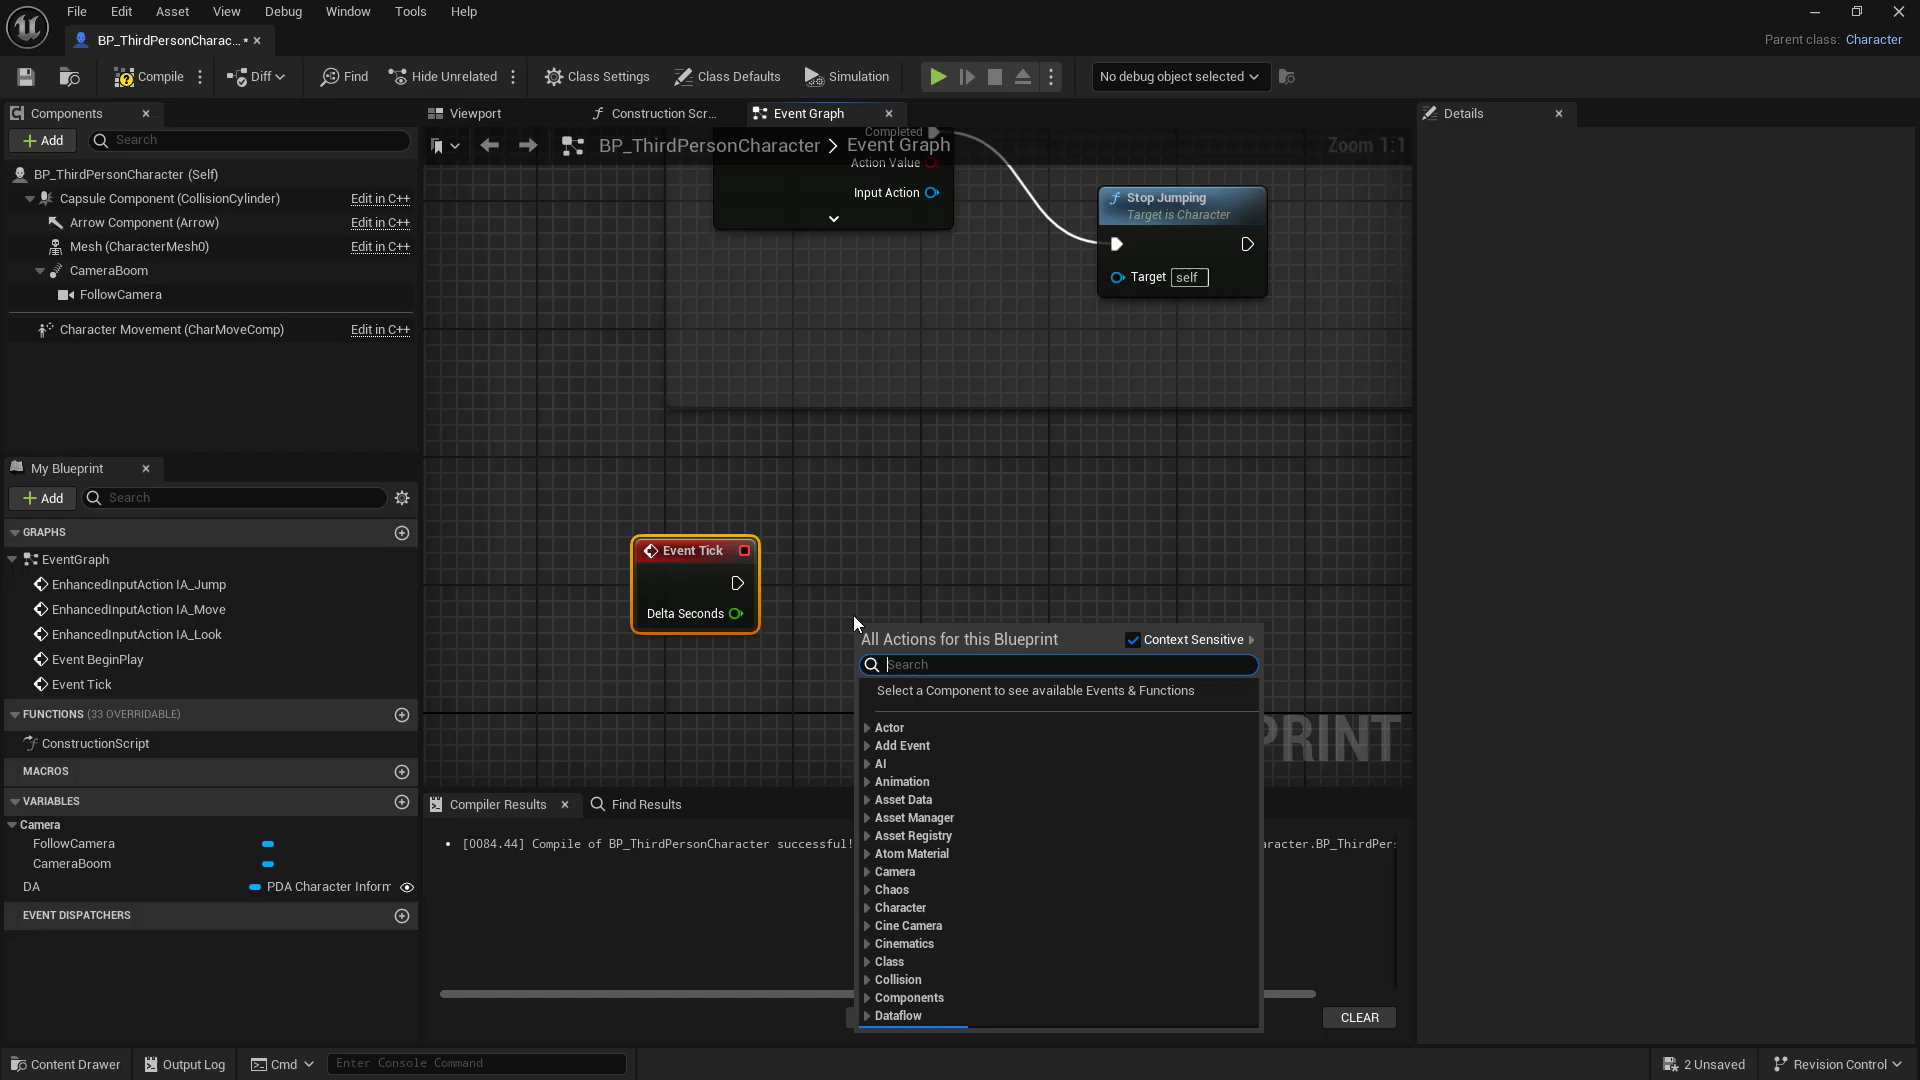 File Edit Asset View Debug Window Tools Help
BP_ThirdPersonCharac… •
Parent class: Character
Compile Diff Find Hide Unrelated Class Settings Class Defaults Simulation No debug object selected
Components
Add Search
BP_ThirdPersonCharacter (Self)
Capsule Component (CollisionCylinder) Edit in C++
Arrow Component (Arrow) Edit in C++
Mesh (CharacterMesh0) Edit in C++
CameraBoom
FollowCamera
Character Movement (CharMoveComp) Edit in C++
My Blueprint
Add Search
GRAPHS
EventGraph
EnhancedInputAction IA_Jump
EnhancedInputAction IA_Move
EnhancedInputAction IA_Look
Event BeginPlay
Event Tick
FUNCTIONS (33 OVERRIDABLE)
ConstructionScript
MACROS
VARIABLES
Camera
FollowCamera
CameraBoom
DA PDA Character Inform
EVENT DISPATCHERS
Viewport Construction Scr… Event Graph
BP_ThirdPersonCharacter > Event Graph
Zoom 1:1
Completed
Action Value
Input Action
Stop Jumping
Target is Character
Target self
Event Tick
Delta Seconds
All Actions for this Blueprint Context Sensitive
Search
Select a Component to see available Events & Functions
Actor
Add Event
AI
Animation
Asset Data
Asset Manager
Asset Registry
Atom Material
Camera
Chaos
Character
Cine Camera
Cinematics
Class
Collision
Components
Dataflow
PRINT
Compiler Results Find Results
• [0084.44] Compile of BP_ThirdPersonCharacter successful! aracter.BP_ThirdPers
CLEAR
Details
Content Drawer Output Log Cmd Enter Console Command 2 Unsaved Revision Control